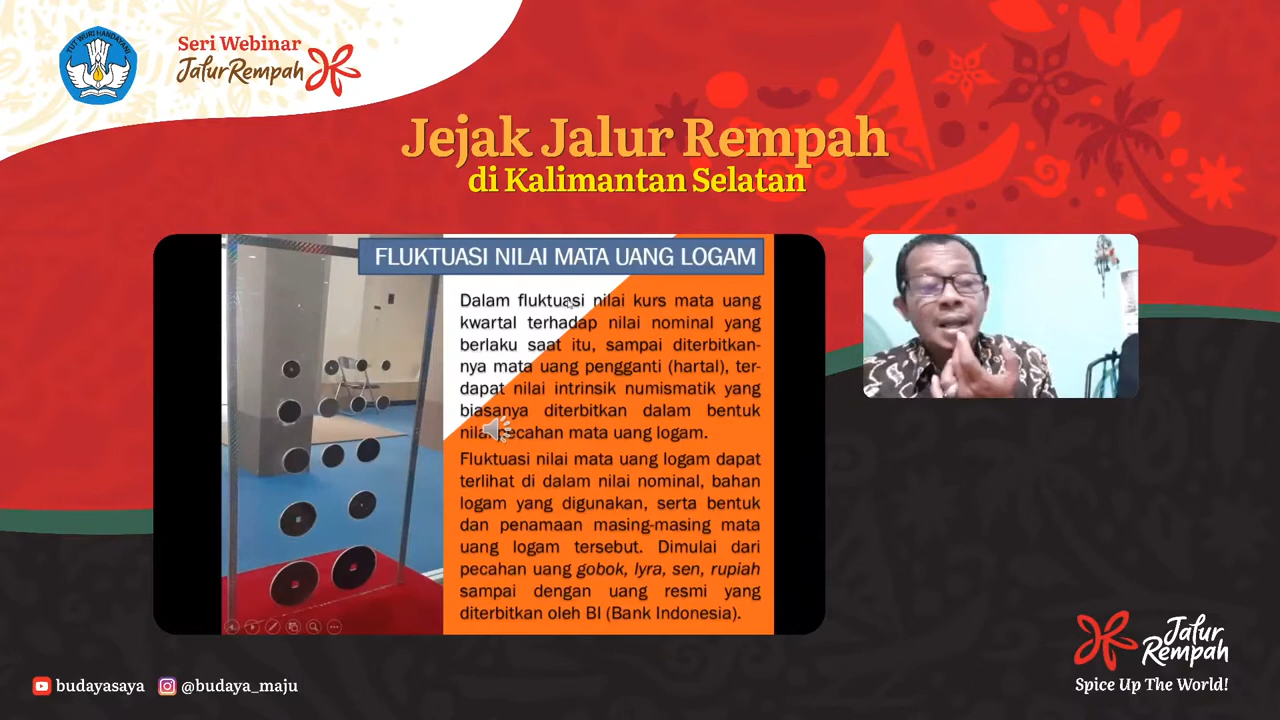 TUT WURI HANDAYANI
Seri Webinar
Jalur Rempah
Jejak Jalur Rempah
di Kalimantan Selatan
FLUKTUASI NILAI MATA UANG LOGAM
Dalam fluktuasi nilai kurs mata uang
kwartal terhadap nilai nominal yang
berlaku saat itu, sampai diterbitkan-
nya mata uang pengganti (hartal), ter-
dapat nilai intrinsik numismatik yang
biasanya diterbitkan dalam bentuk
nilai pecahan mata uang logam.
Fluktuasi nilai mata uang logam dapat
terlihat di dalam nilai nominal, bahan
logam yang digunakan, serta bentuk
dan penamaan masing-masing mata
uang logam tersebut. Dimulai dari
pecahan uang gobok, lyra, sen, rupiah
sampai dengan uang resmi yang
diterbitkan oleh BI (Bank Indonesia).
Jalur
Rempah
Spice Up The World!
budayasaya @budaya_maju